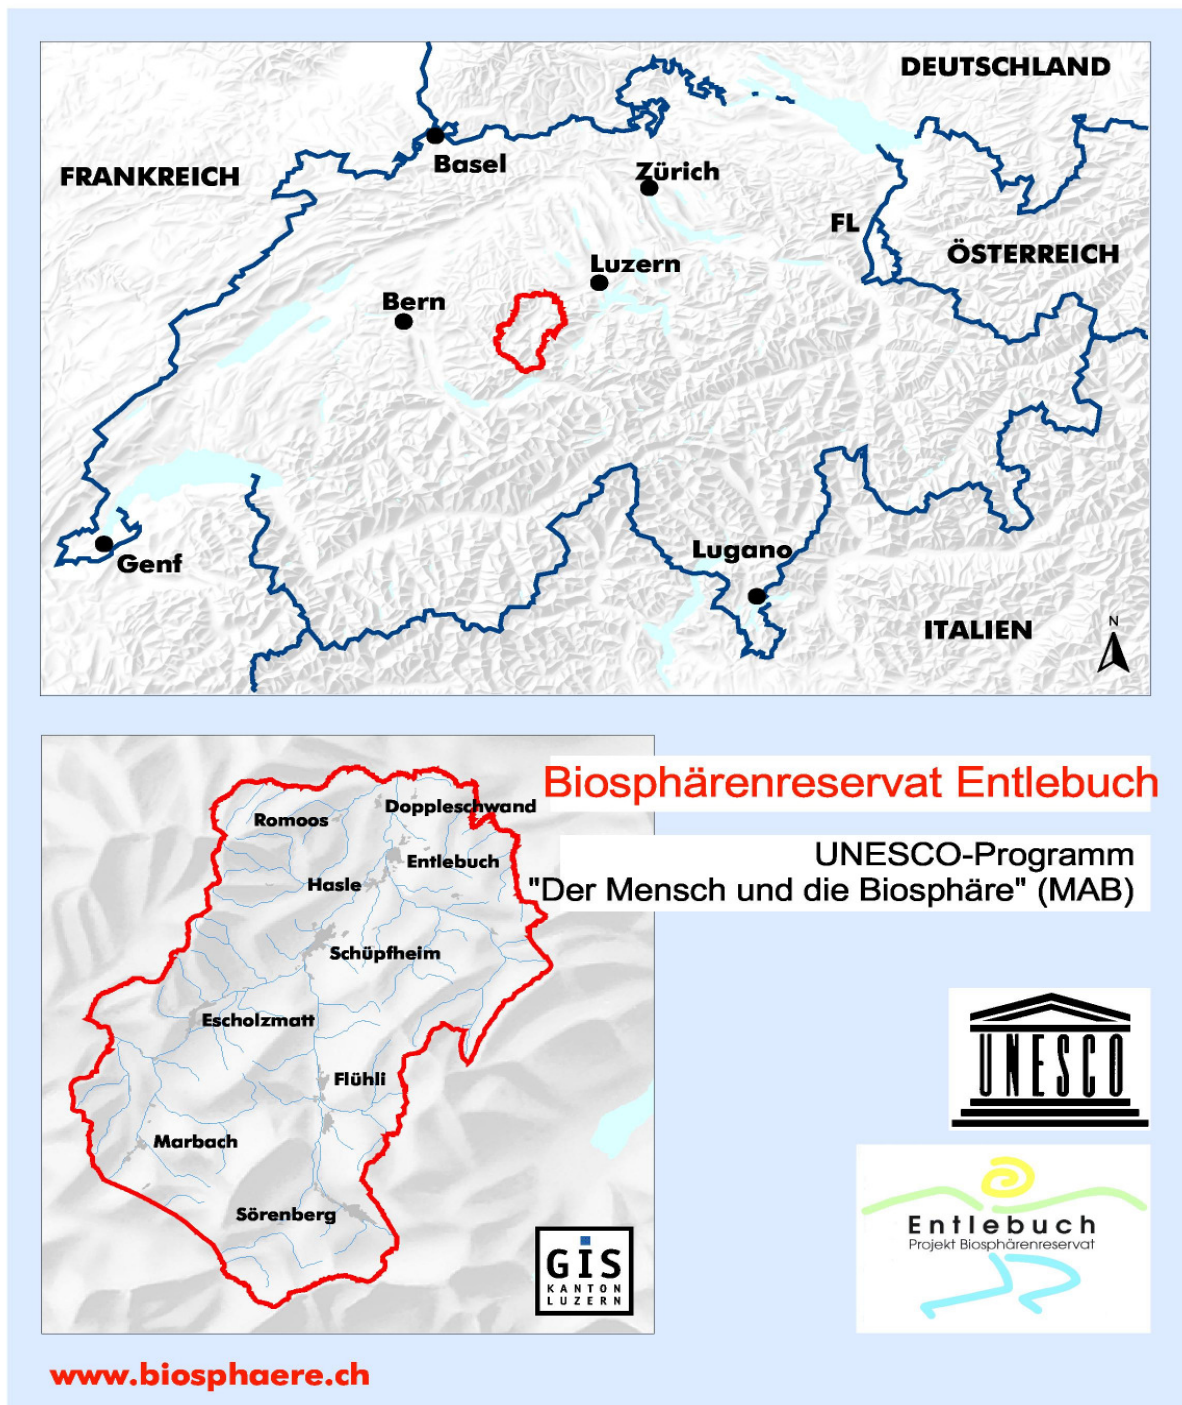 DEUTSCHLAND
FRANKREICH
Basel
Zürich
FL
ÖSTERREICH
Luzern
Bern
Genf
Lugano
ITALIEN
N
Biosphärenreservat Entlebuch
UNESCO-Programm
"Der Mensch und die Biosphäre" (MAB)
Doppleschwand
Romoos
Entlebuch
Hasle
Schüpfheim
Escholzmatt
Flühli
Marbach
Sörenberg
UNESCO
Entlebuch
Projekt Biosphärenreservat
GiS
KANTON
LUZERN
www.biosphaere.ch